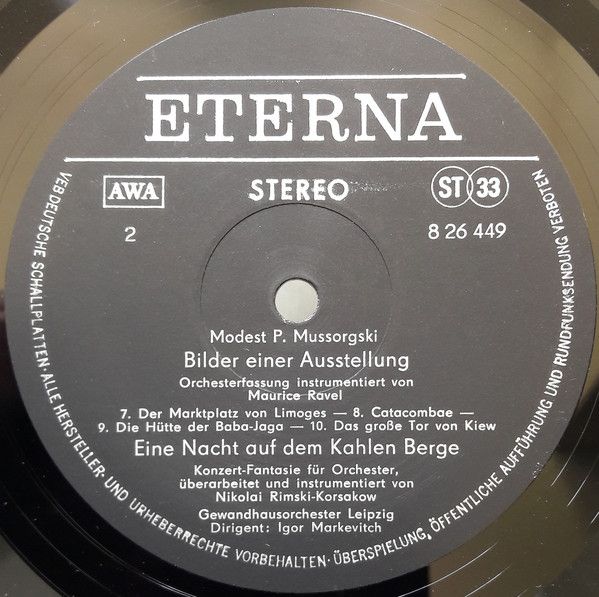 ETERNA
AWA
STEREO
ST 33
2
8 26 449
Modest P. Mussorgski
Bilder einer Ausstellung
Orchesterfassung instrumentiert von
Maurice Ravel
7. Der Marktplatz von Limoges — 8. Catacombae —
9. Die Hütte der Baba-Jaga — 10. Das große Tor von Kiew
Eine Nacht auf dem Kahlen Berge
Konzert-Fantasie für Orchester,
überarbeitet und instrumentiert von
Nikolai Rimski-Korsakow
Gewandhausorchester Leipzig
Dirigent: Igor Markevitch
VEB DEUTSCHE SCHALLPLATTEN · ALLE HERSTELLER- UND URHEBERRECHTE VORBEHALTEN · ÜBERSPIELUNG, ÖFFENTLICHE AUFFÜHRUNG UND RUNDFUNKSENDUNG VERBOTEN